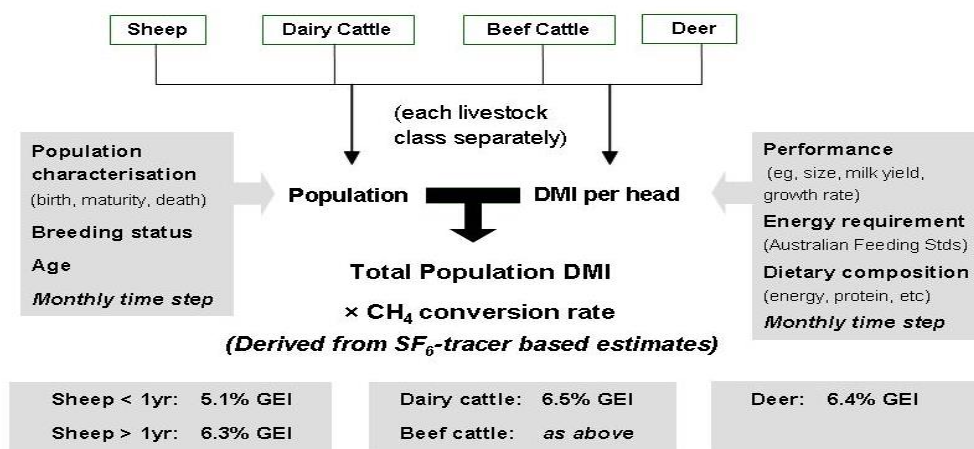 Sheep
Dairy Cattle
Beef Cattle
Deer
(each livestock
class separately)
Population
characterisation
(birth, maturity, death)
Breeding status
Age
Monthly time step
Population
DMI per head
Performance
(eg, size, milk yield,
growth rate)
Energy requirement
(Australian Feeding Stds)
Dietary composition
(energy, protein, etc)
Monthly time step
Total Population DMI
× CH₄ conversion rate
(Derived from SF₆-tracer based estimates)
Sheep < 1yr: 5.1% GEI
Sheep > 1yr: 6.3% GEI
Dairy cattle: 6.5% GEI
Beef cattle: as above
Deer: 6.4% GEI